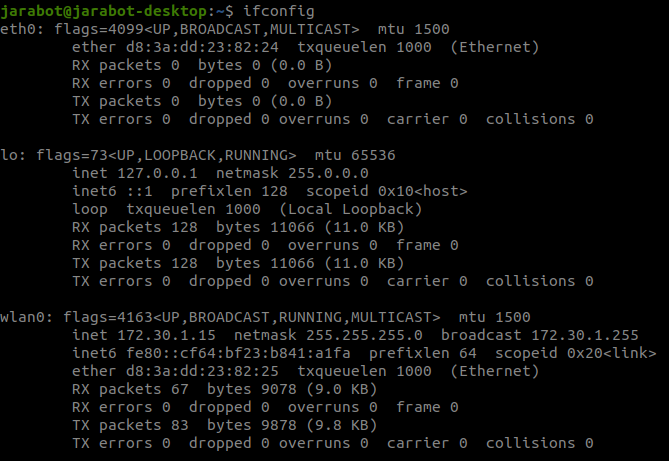 jarabot@jarabot-desktop:~$ ifconfig
eth0: flags=4099<UP,BROADCAST,MULTICAST>  mtu 1500
        ether d8:3a:dd:23:82:24  txqueuelen 1000  (Ethernet)
        RX packets 0  bytes 0 (0.0 B)
        RX errors 0  dropped 0  overruns 0  frame 0
        TX packets 0  bytes 0 (0.0 B)
        TX errors 0  dropped 0 overruns 0  carrier 0  collisions 0

lo: flags=73<UP,LOOPBACK,RUNNING>  mtu 65536
        inet 127.0.0.1  netmask 255.0.0.0
        inet6 ::1  prefixlen 128  scopeid 0x10<host>
        loop  txqueuelen 1000  (Local Loopback)
        RX packets 128  bytes 11066 (11.0 KB)
        RX errors 0  dropped 0  overruns 0  frame 0
        TX packets 128  bytes 11066 (11.0 KB)
        TX errors 0  dropped 0 overruns 0  carrier 0  collisions 0

wlan0: flags=4163<UP,BROADCAST,RUNNING,MULTICAST>  mtu 1500
        inet 172.30.1.15  netmask 255.255.255.0  broadcast 172.30.1.255
        inet6 fe80::cf64:bf23:b841:a1fa  prefixlen 64  scopeid 0x20<link>
        ether d8:3a:dd:23:82:25  txqueuelen 1000  (Ethernet)
        RX packets 67  bytes 9078 (9.0 KB)
        RX errors 0  dropped 0  overruns 0  frame 0
        TX packets 83  bytes 9878 (9.8 KB)
        TX errors 0  dropped 0 overruns 0  carrier 0  collisions 0